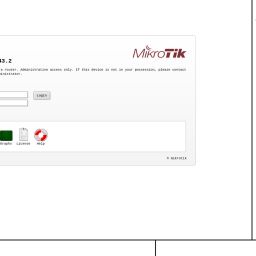 MikroTik
43.2
a router. Administrative access only. If this device is not in your possession, please contact
Login
Graphs
License
Help
© mikrotik